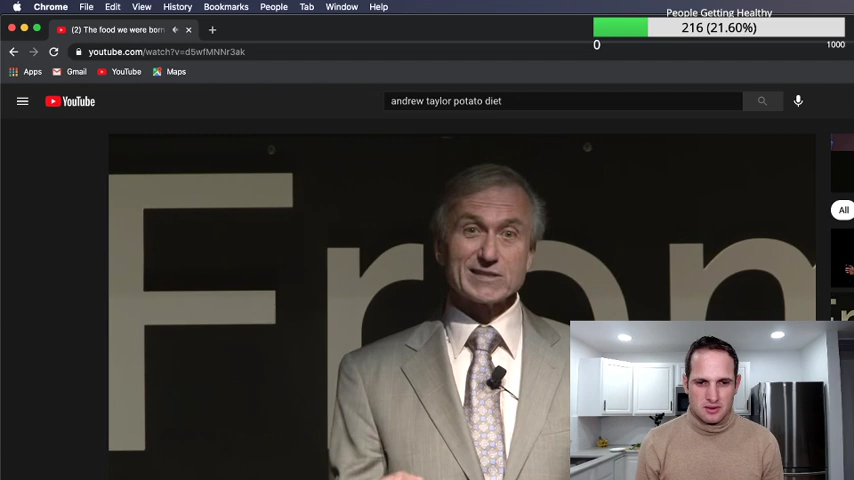 Chrome File Edit View History Bookmarks People Tab Window Help
People Getting Healthy
216 (21.60%)
0 1000
(2) The food we were born
youtube.com/watch?v=d5wfMNNr3ak
Apps Gmail YouTube Maps
YouTube
andrew taylor potato diet
All
From